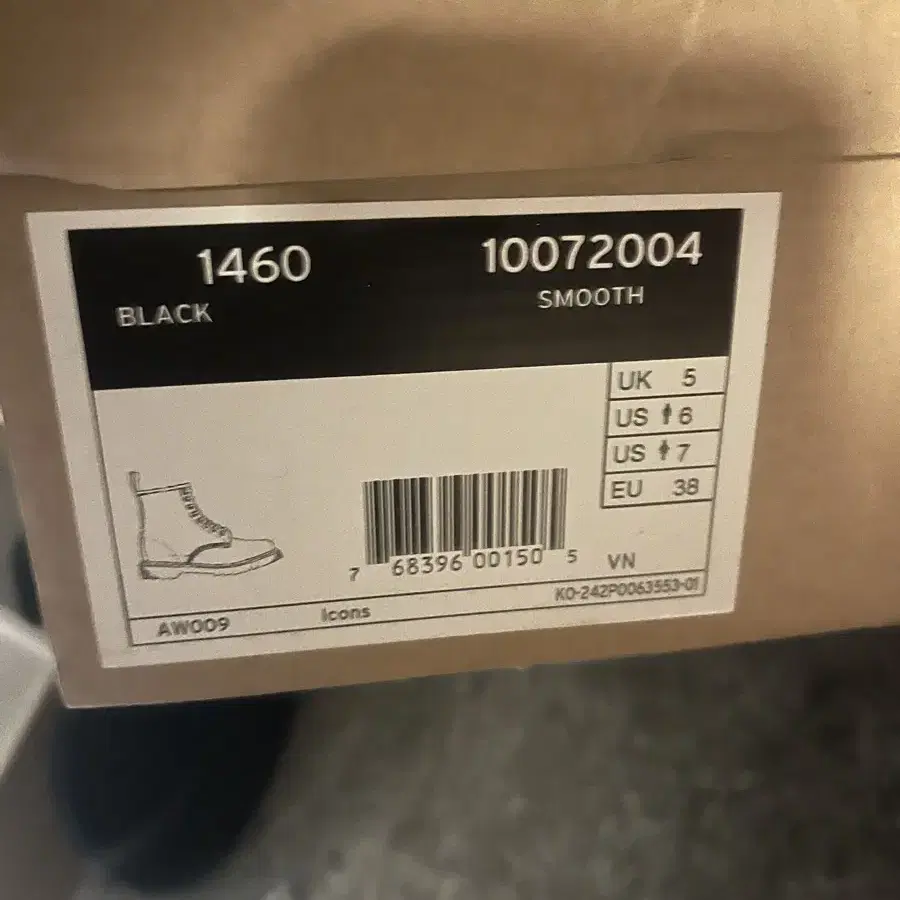 1460 10072004
BLACK SMOOTH
UK 5
US 6
US 7
EU 38
7 68396 00150 5
VN
KO-242P0063553-01
AW009 Icons